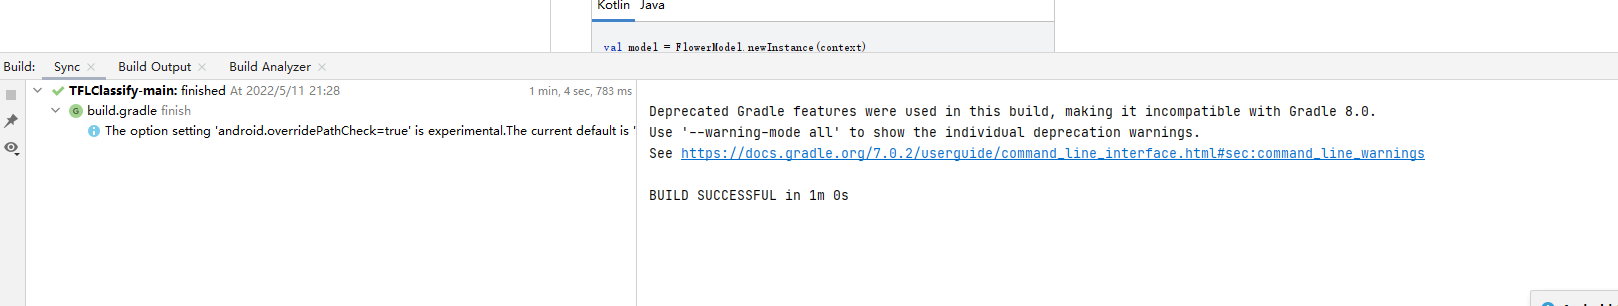 Kotlin Java
val model = FlowerModel.newInstance(context)
Build: Sync Build Output Build Analyzer
TFLClassify-main: finished At 2022/5/11 21:28 1 min, 4 sec, 783 ms
build.gradle finish
The option setting 'android.overridePathCheck=true' is experimental.The current default is '
Deprecated Gradle features were used in this build, making it incompatible with Gradle 8.0.
Use '--warning-mode all' to show the individual deprecation warnings.
See https://docs.gradle.org/7.0.2/userguide/command_line_interface.html#sec:command_line_warnings
BUILD SUCCESSFUL in 1m 0s